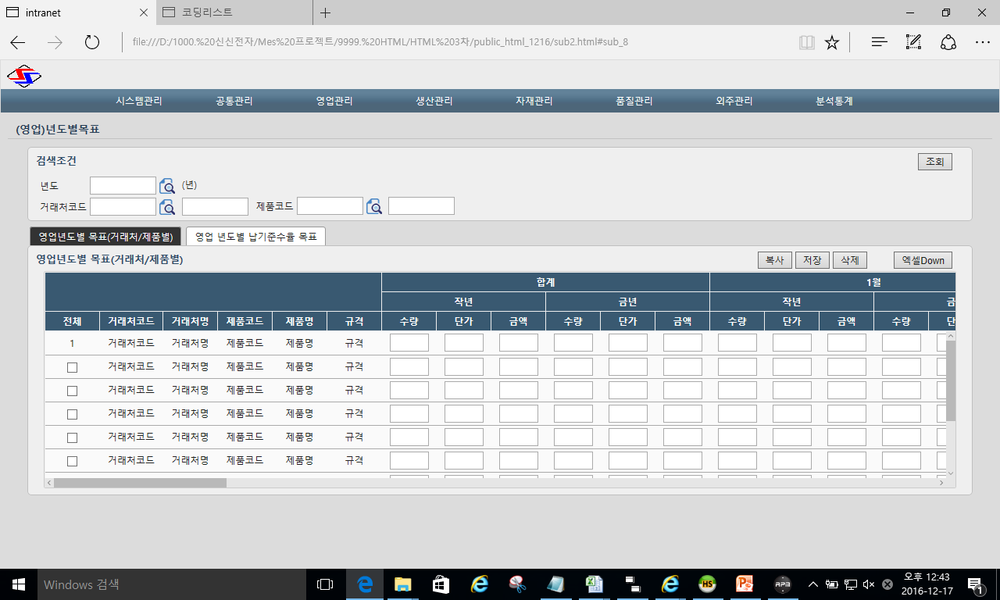 intranet
코딩리스트
file:///D:/1000.%20신신전자/Mes%20프로젝트/9999.%20HTML/HTML%203차/public_html_1216/sub2.html#sub_8
시스템관리 공통관리 영업관리 생산관리 자재관리 품질관리 외주관리 분석통계
(영업)년도별목표
검색조건 조회
년도 (년)
거래처코드 제품코드
영업년도별 목표(거래처/제품별) 영업 년도별 납기준수율 목표
영업년도별 목표(거래처/제품별) 복사 저장 삭제 엑셀Down
합계 1월
작년 금년 작년 금
전체 거래처코드 거래처명 제품코드 제품명 규격 수량 단가 금액 수량 단가 금액 수량 단가 금액 수량 단
1 거래처코드 거래처명 제품코드 제품명 규격
거래처코드 거래처명 제품코드 제품명 규격
거래처코드 거래처명 제품코드 제품명 규격
거래처코드 거래처명 제품코드 제품명 규격
거래처코드 거래처명 제품코드 제품명 규격
거래처코드 거래처명 제품코드 제품명 규격
Windows 검색
HS
APM
오후 12:43
2016-12-17
1